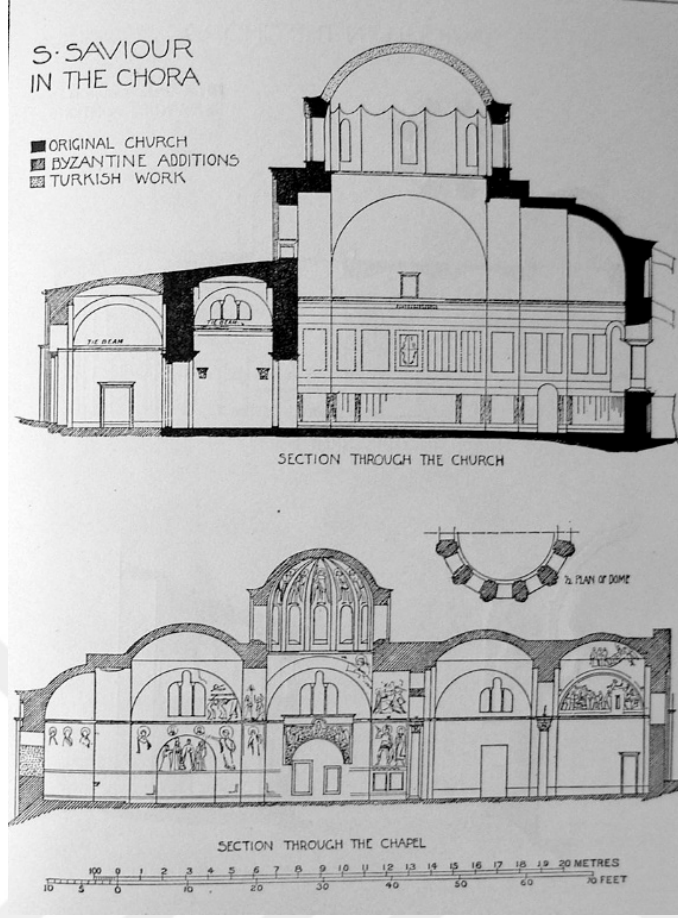 S·SAVIOUR
IN THE CHORA
ORIGINAL CHURCH
BYZANTINE ADDITIONS
TURKISH WORK
TIE BEAM
TIE BEAM
SECTION THROUGH THE CHURCH
½ PLAN OF DOME
SECTION THROUGH THE CHAPEL
100 0 1 2 3 4 5 6 7 8 9 10 11 12 13 14 15 16 17 18 19 20 METRES
10 5 0 10 20 30 40 50 60 70 FEET